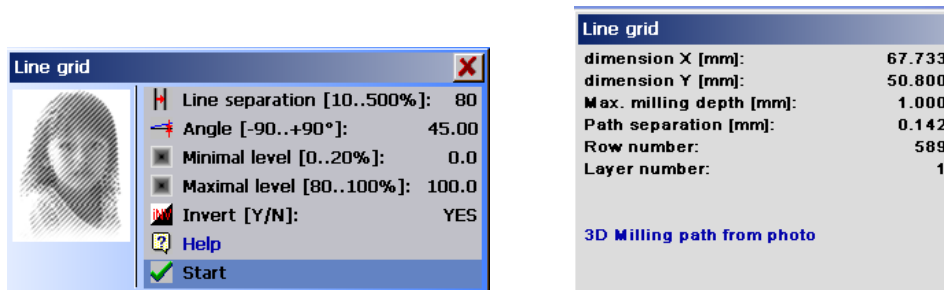 Line grid
Line separation [10..500%]: 80
Angle [-90..+90°]: 45.00
Minimal level [0..20%]: 0.0
Maximal level [80..100%]: 100.0
INV Invert [Y/N]: YES
? Help
Start
Line grid
dimension X [mm]: 67.733
dimension Y [mm]: 50.800
Max. milling depth [mm]: 1.000
Path separation [mm]: 0.142
Row number: 589
Layer number: 1
3D Milling path from photo